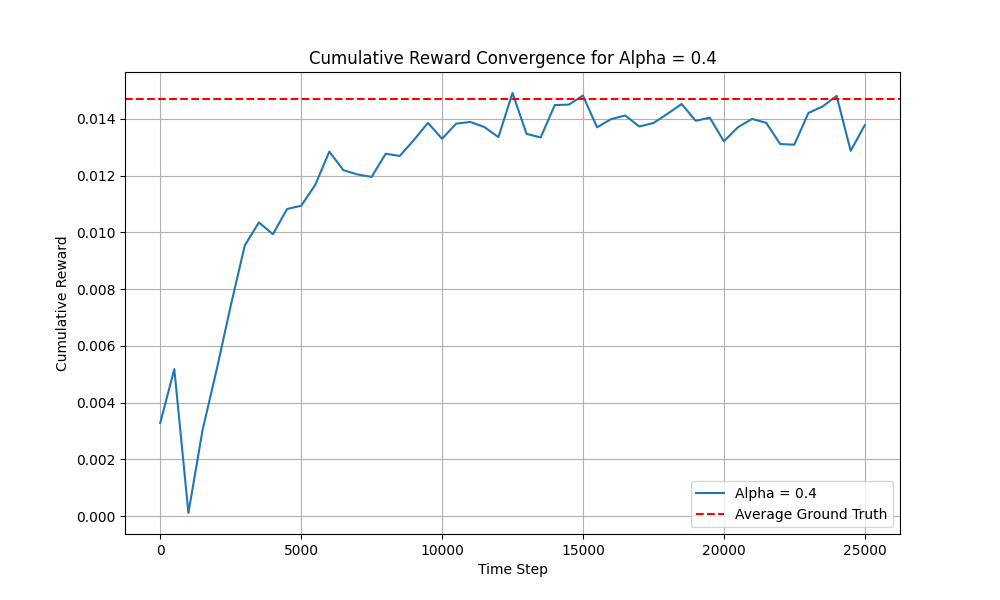 Cumulative Reward Convergence for Alpha = 0.4
Cumulative Reward
0.014
0.012
0.010
0.008
0.006
0.004
0.002
0.000
0
5000
10000
15000
20000
25000
Time Step
Alpha = 0.4
Average Ground Truth